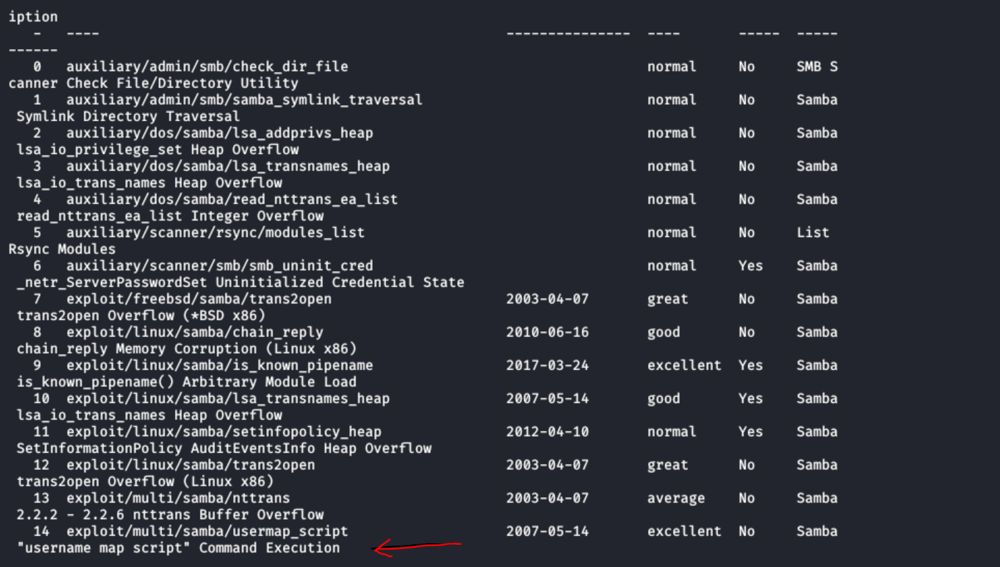 iption
- ---- --------------- ---- ----- -----
------
0 auxiliary/admin/smb/check_dir_file normal No SMB S
canner Check File/Directory Utility
1 auxiliary/admin/smb/samba_symlink_traversal normal No Samba
Symlink Directory Traversal
2 auxiliary/dos/samba/lsa_addprivs_heap normal No Samba
lsa_io_privilege_set Heap Overflow
3 auxiliary/dos/samba/lsa_transnames_heap normal No Samba
lsa_io_trans_names Heap Overflow
4 auxiliary/dos/samba/read_nttrans_ea_list normal No Samba
read_nttrans_ea_list Integer Overflow
5 auxiliary/scanner/rsync/modules_list normal No List
Rsync Modules
6 auxiliary/scanner/smb/smb_uninit_cred normal Yes Samba
_netr_ServerPasswordSet Uninitialized Credential State
7 exploit/freebsd/samba/trans2open 2003-04-07 great No Samba
trans2open Overflow (*BSD x86)
8 exploit/linux/samba/chain_reply 2010-06-16 good No Samba
chain_reply Memory Corruption (Linux x86)
9 exploit/linux/samba/is_known_pipename 2017-03-24 excellent Yes Samba
is_known_pipename() Arbitrary Module Load
10 exploit/linux/samba/lsa_transnames_heap 2007-05-14 good Yes Samba
lsa_io_trans_names Heap Overflow
11 exploit/linux/samba/setinfopolicy_heap 2012-04-10 normal Yes Samba
SetInformationPolicy AuditEventsInfo Heap Overflow
12 exploit/linux/samba/trans2open 2003-04-07 great No Samba
trans2open Overflow (Linux x86)
13 exploit/multi/samba/nttrans 2003-04-07 average No Samba
2.2.2 - 2.2.6 nttrans Buffer Overflow
14 exploit/multi/samba/usermap_script 2007-05-14 excellent No Samba
"username map script" Command Execution